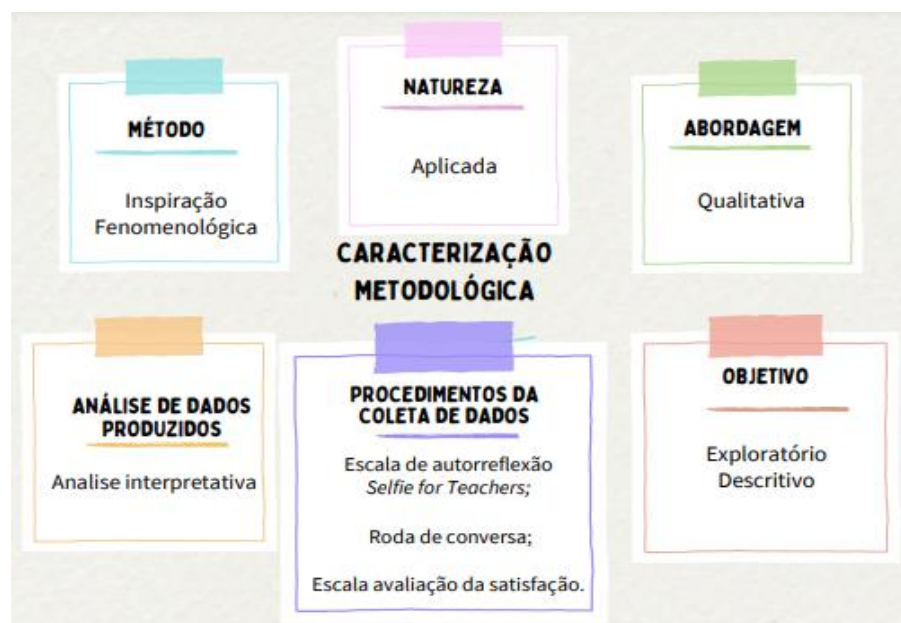 MÉTODO
Inspiração
Fenomenológica
NATUREZA
Aplicada
ABORDAGEM
Qualitativa
CARACTERIZAÇÃO
METODOLÓGICA
ANÁLISE DE DADOS
PRODUZIDOS
Analise interpretativa
PROCEDIMENTOS DA
COLETA DE DADOS
Escala de autorreflexão
Selfie for Teachers;
Roda de conversa;
Escala avaliação da satisfação.
OBJETIVO
Exploratório
Descritivo